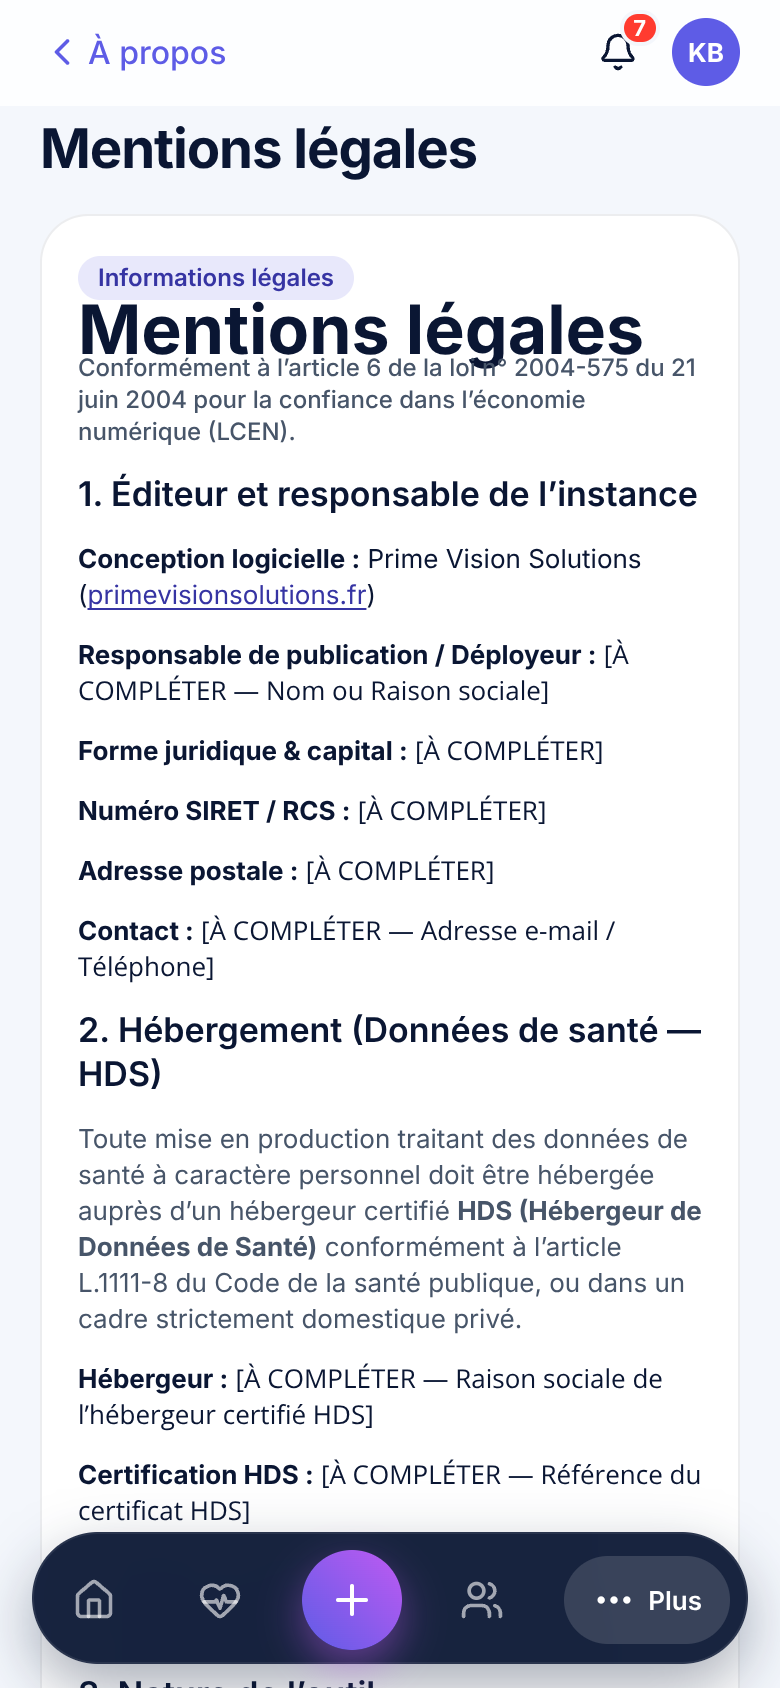 À propos
7
KB
Mentions légales
Informations légales
Mentions légales
Conformément à l’article 6 de la loi n° 2004-575 du 21
juin 2004 pour la confiance dans l’économie
numérique (LCEN).
1. Éditeur et responsable de l’instance
Conception logicielle : Prime Vision Solutions
(primevisionsolutions.fr)
Responsable de publication / Déployeur : [À
COMPLÉTER — Nom ou Raison sociale]
Forme juridique & capital : [À COMPLÉTER]
Numéro SIRET / RCS : [À COMPLÉTER]
Adresse postale : [À COMPLÉTER]
Contact : [À COMPLÉTER — Adresse e-mail /
Téléphone]
2. Hébergement (Données de santé —
HDS)
Toute mise en production traitant des données de
santé à caractère personnel doit être hébergée
auprès d’un hébergeur certifié HDS (Hébergeur de
Données de Santé) conformément à l’article
L.1111-8 du Code de la santé publique, ou dans un
cadre strictement domestique privé.
Hébergeur : [À COMPLÉTER — Raison sociale de
l’hébergeur certifié HDS]
Certification HDS : [À COMPLÉTER — Référence du
certificat HDS]
Plus